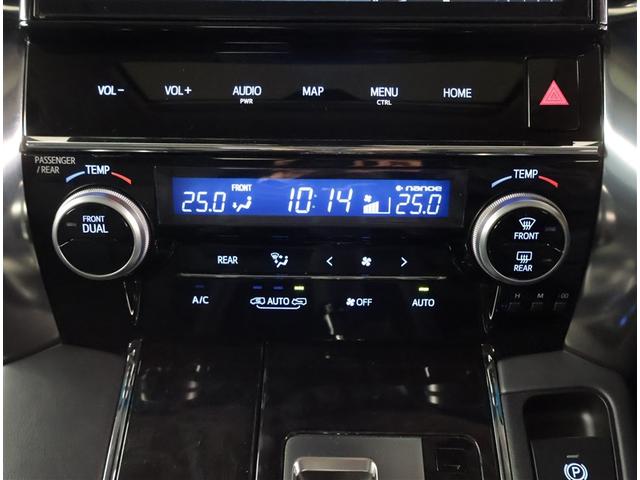 VOL- VOL+ AUDIO MAP MENU HOME
PWR CTRL
PASSENGER
/REAR
TEMP TEMP
FRONT
DUAL
25.0 FRONT 10:14 nanoe 25.0
FRONT
REAR
REAR < >
A/C AUTO OFF AUTO
H M :00
P